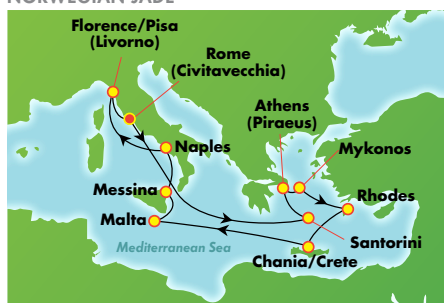 NORWEGIAN JADE
Florence/Pisa
(Livorno)
Rome
(Civitavecchia)
Athens
(Piraeus)
Mykonos
Naples
Messina
Rhodes
Malta
Mediterranean Sea
Santorini
Chania/Crete